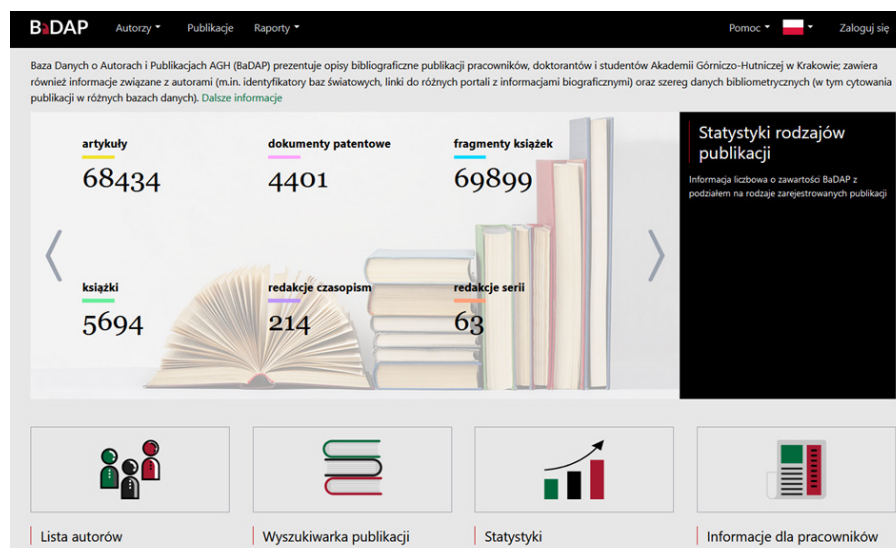 BaDAP Autorzy Publikacje Raporty Pomoc Zaloguj się
Baza Danych o Autorach i Publikacjach AGH (BaDAP) prezentuje opisy bibliograficzne publikacji pracowników, doktorantów i studentów Akademii Górniczo-Hutniczej w Krakowie; zawiera
również informacje związane z autorami (m.in. identyfikatory baz światowych, linki do różnych portali z informacjami biograficznymi) oraz szereg danych bibliometrycznych (w tym cytowania
publikacji w różnych bazach danych). Dalsze informacje
artykuły
68434
dokumenty patentowe
4401
fragmenty książek
69899
książki
5694
redakcje czasopism
214
redakcje serii
63
Statystyki rodzajów
publikacji
Informacja liczbowa o zawartości BaDAP z
podziałem na rodzaje zarejestrowanych publikacji
Lista autorów
Wyszukiwarka publikacji
Statystyki
Informacje dla pracowników